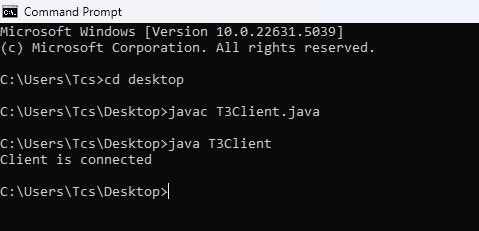 Command Prompt
Microsoft Windows [Version 10.0.22631.5039]
(c) Microsoft Corporation. All rights reserved.
C:\Users\Tcs>cd desktop
C:\Users\Tcs\Desktop>javac T3Client.java
C:\Users\Tcs\Desktop>java T3Client
Client is connected
C:\Users\Tcs\Desktop>